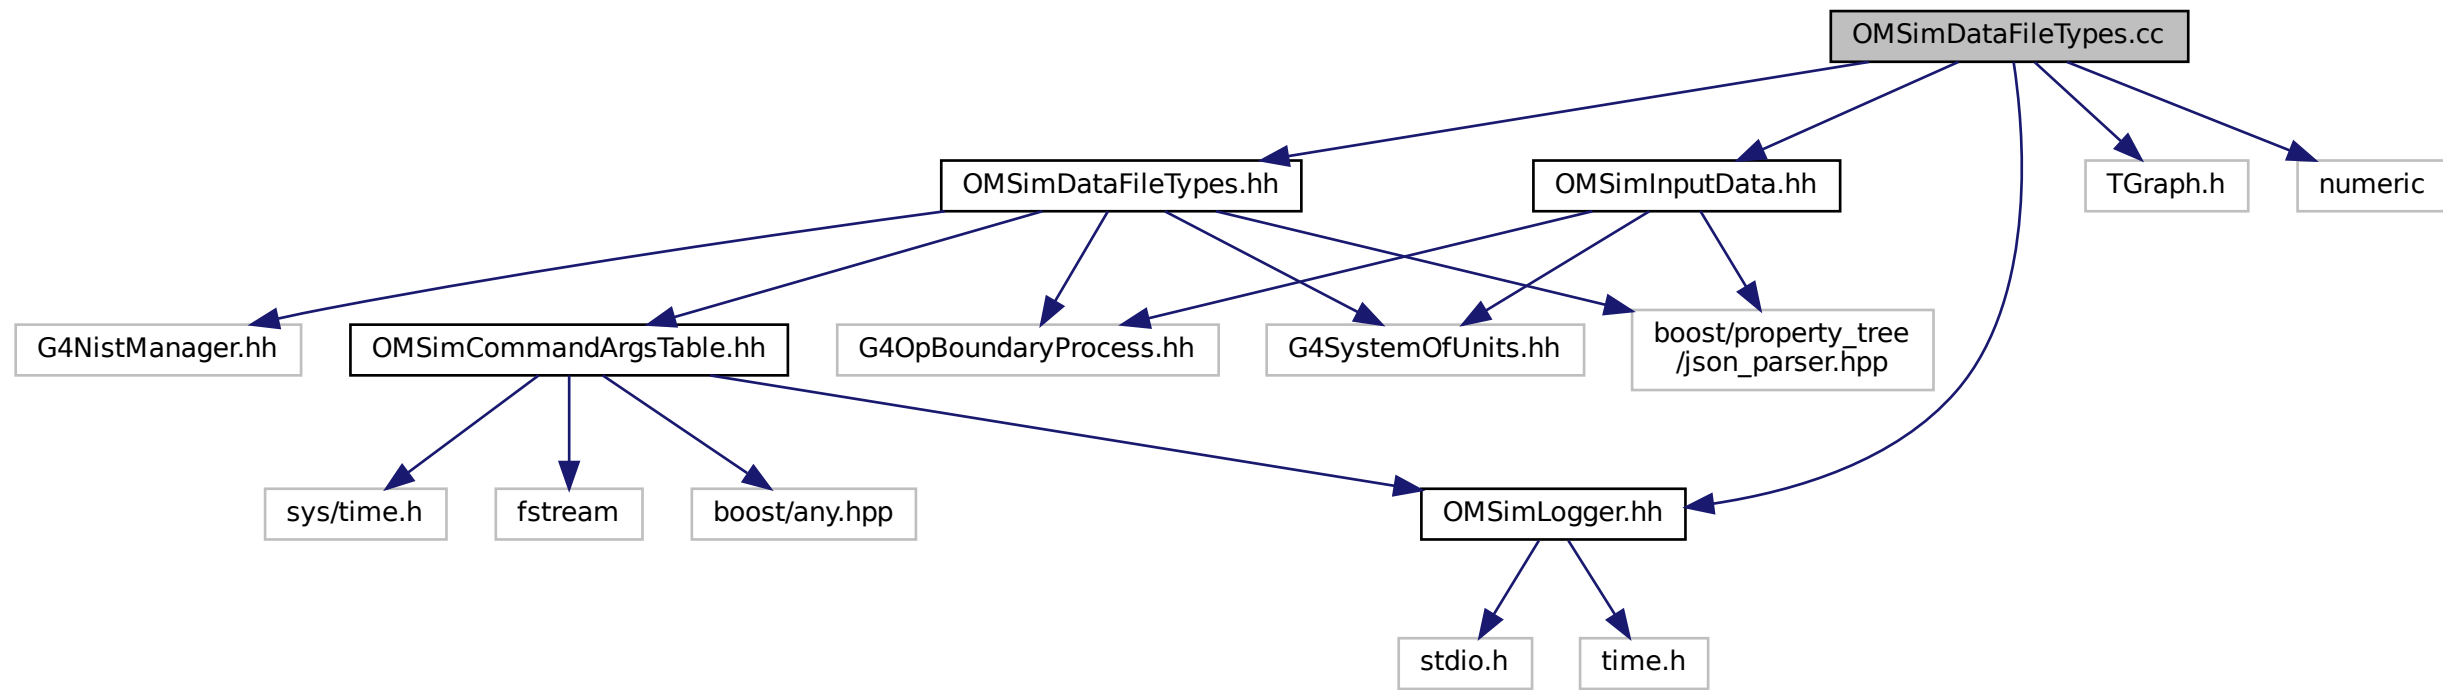 OMSimDataFileTypes.cc
OMSimDataFileTypes.hh
OMSimInputData.hh
TGraph.h
numeric
G4NistManager.hh
OMSimCommandArgsTable.hh
G4OpBoundaryProcess.hh
G4SystemOfUnits.hh
boost/property_tree
/json_parser.hpp
sys/time.h
fstream
boost/any.hpp
OMSimLogger.hh
stdio.h
time.h